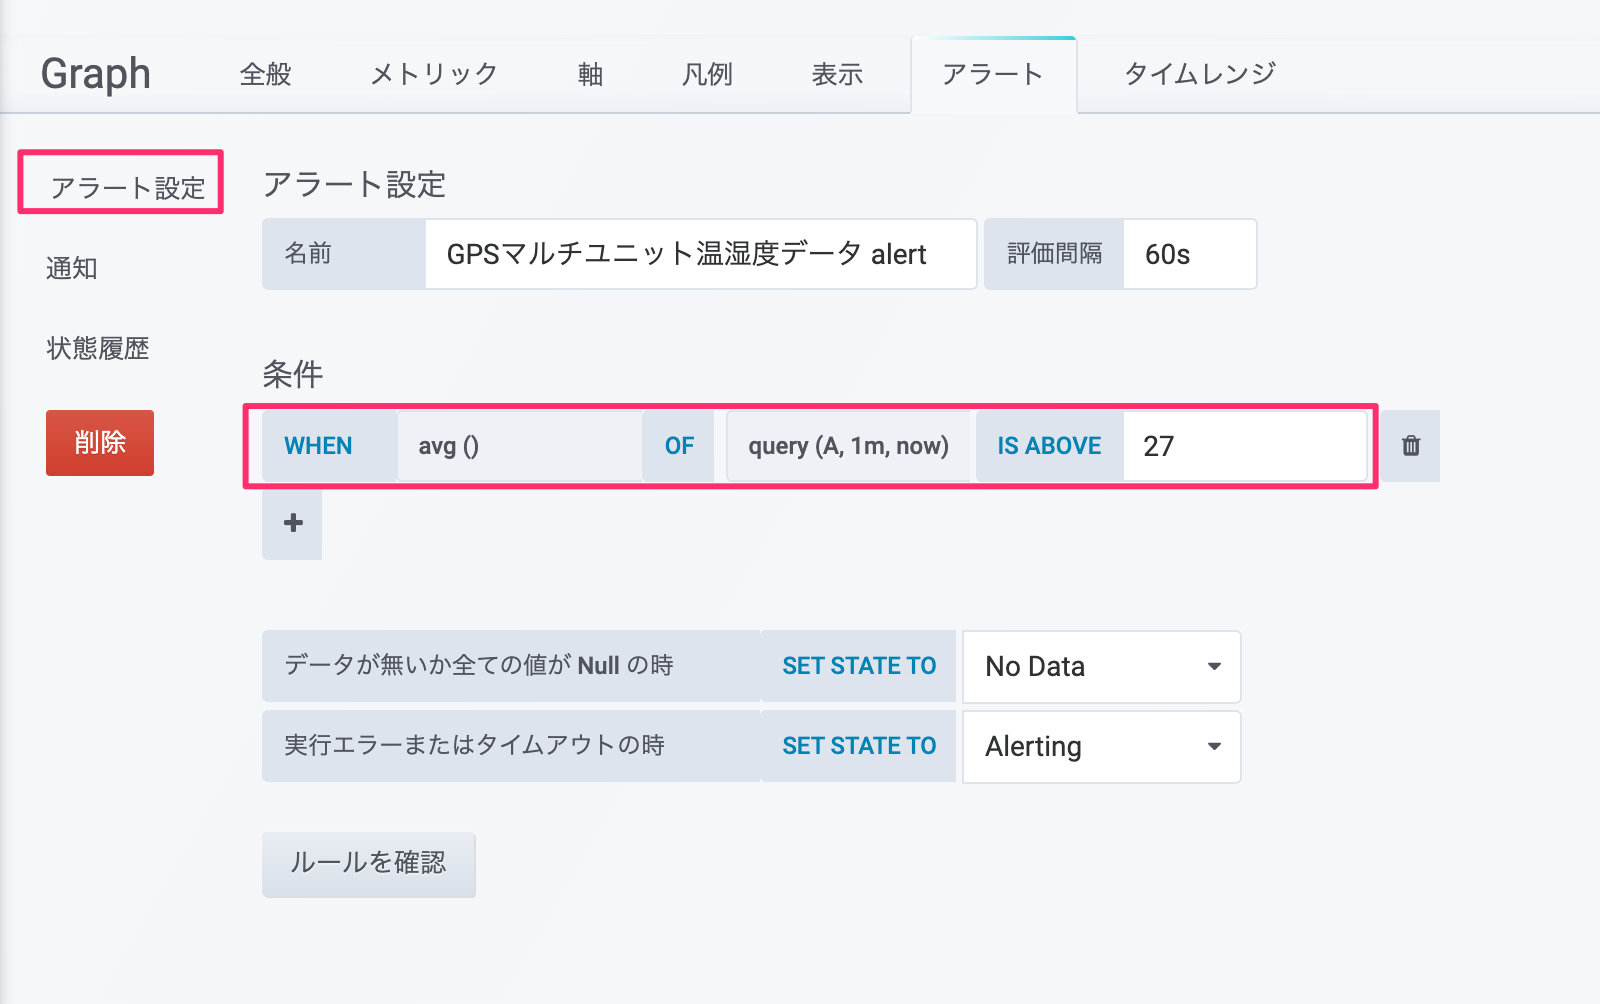 Graph 全般 メトリック 軸 凡例 表示 アラート タイムレンジ
アラート設定
通知
状態履歴
削除
アラート設定
名前 GPSマルチユニット温湿度データ alert 評価間隔 60s
条件
WHEN avg () OF query (A, 1m, now) IS ABOVE 27
+
データが無いか全ての値が Null の時 SET STATE TO No Data
実行エラーまたはタイムアウトの時 SET STATE TO Alerting
ルールを確認